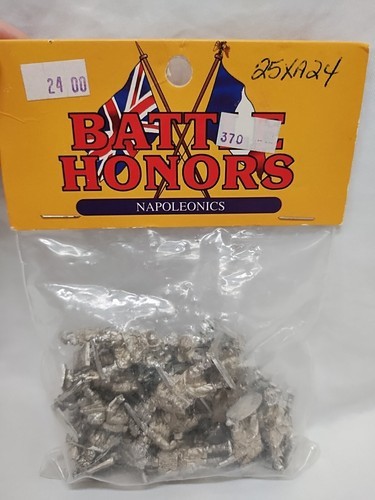 24 00
25XA24
BATTLE
370
HONORS
NAPOLEONICS